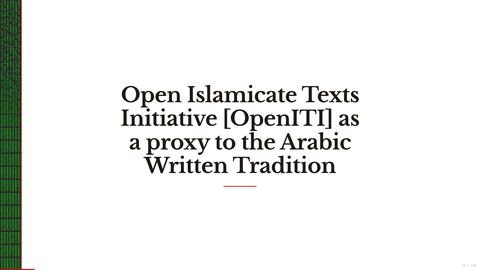 Open Islamicate Texts
Initiative [OpenITI] as
a proxy to the Arabic
Written Tradition